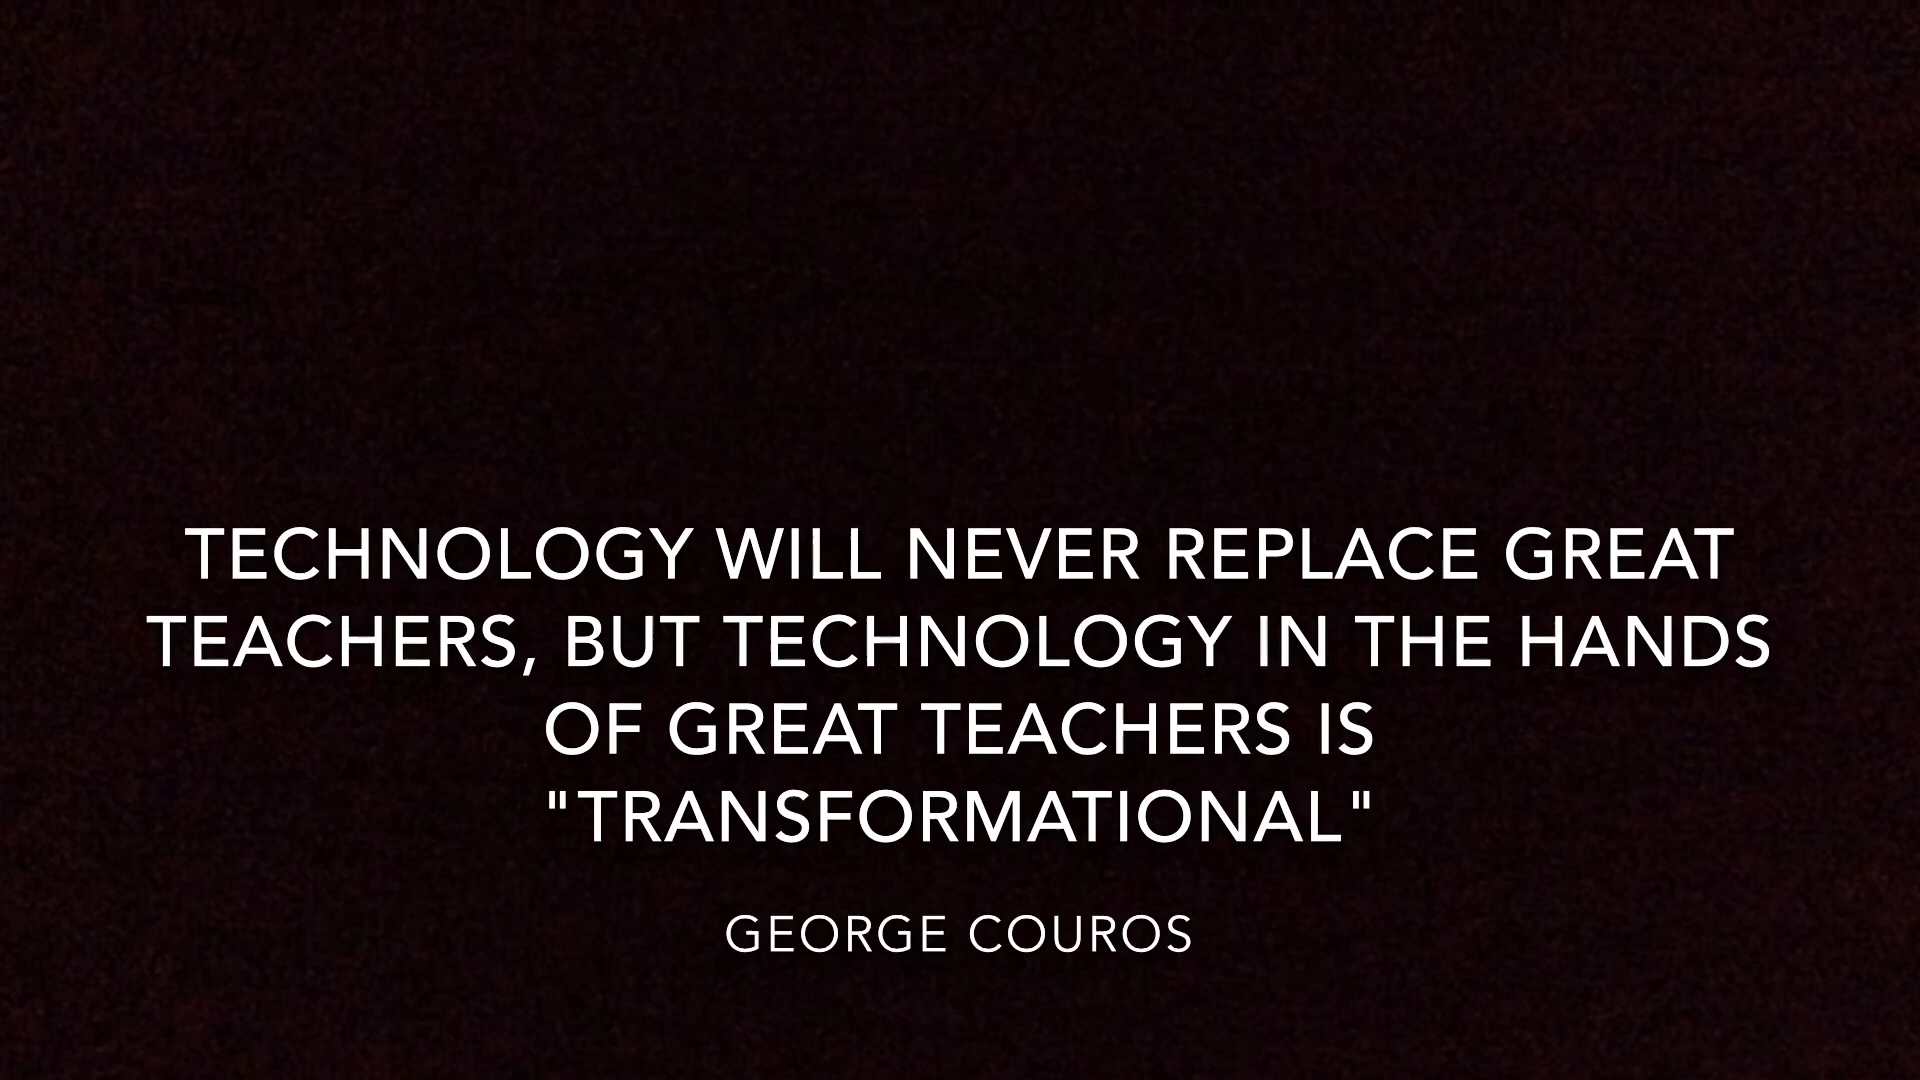 TECHNOLOGY WILL NEVER REPLACE GREAT
TEACHERS, BUT TECHNOLOGY IN THE HANDS
OF GREAT TEACHERS IS
"TRANSFORMATIONAL"
GEORGE COUROS